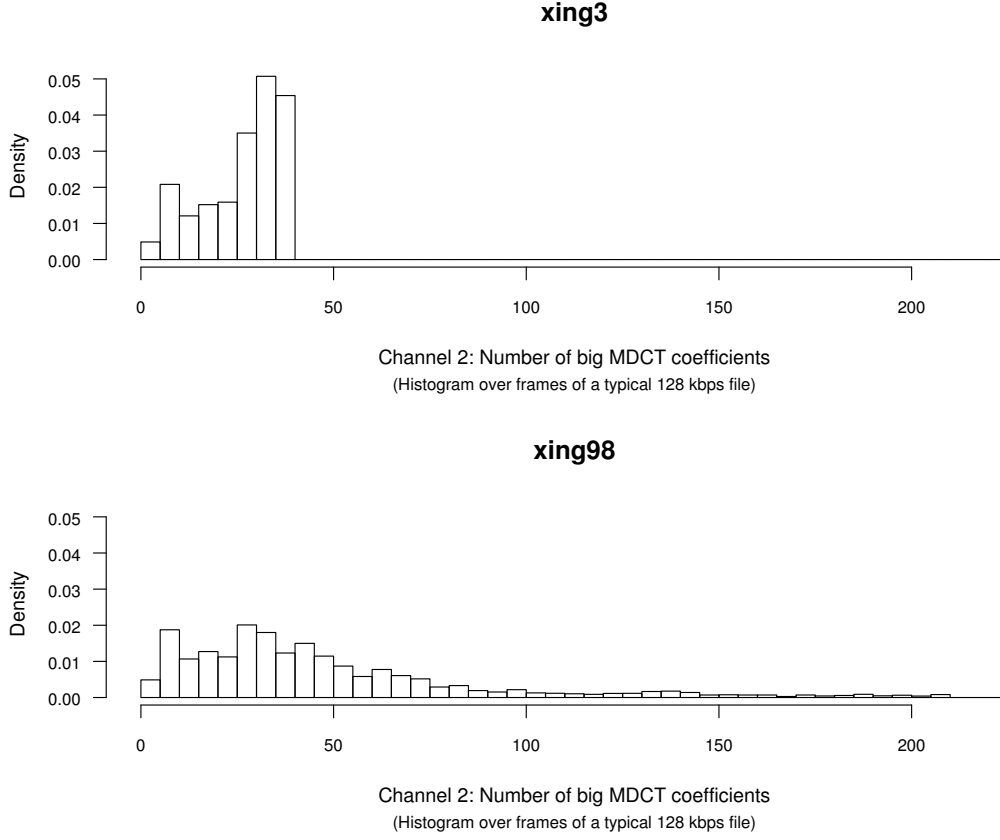 xing3
Density
0.05
0.04
0.03
0.02
0.01
0.00
0 50 100 150 200
Channel 2: Number of big MDCT coefficients
(Histogram over frames of a typical 128 kbps file)
xing98
Density
0.05
0.04
0.03
0.02
0.01
0.00
0 50 100 150 200
Channel 2: Number of big MDCT coefficients
(Histogram over frames of a typical 128 kbps file)